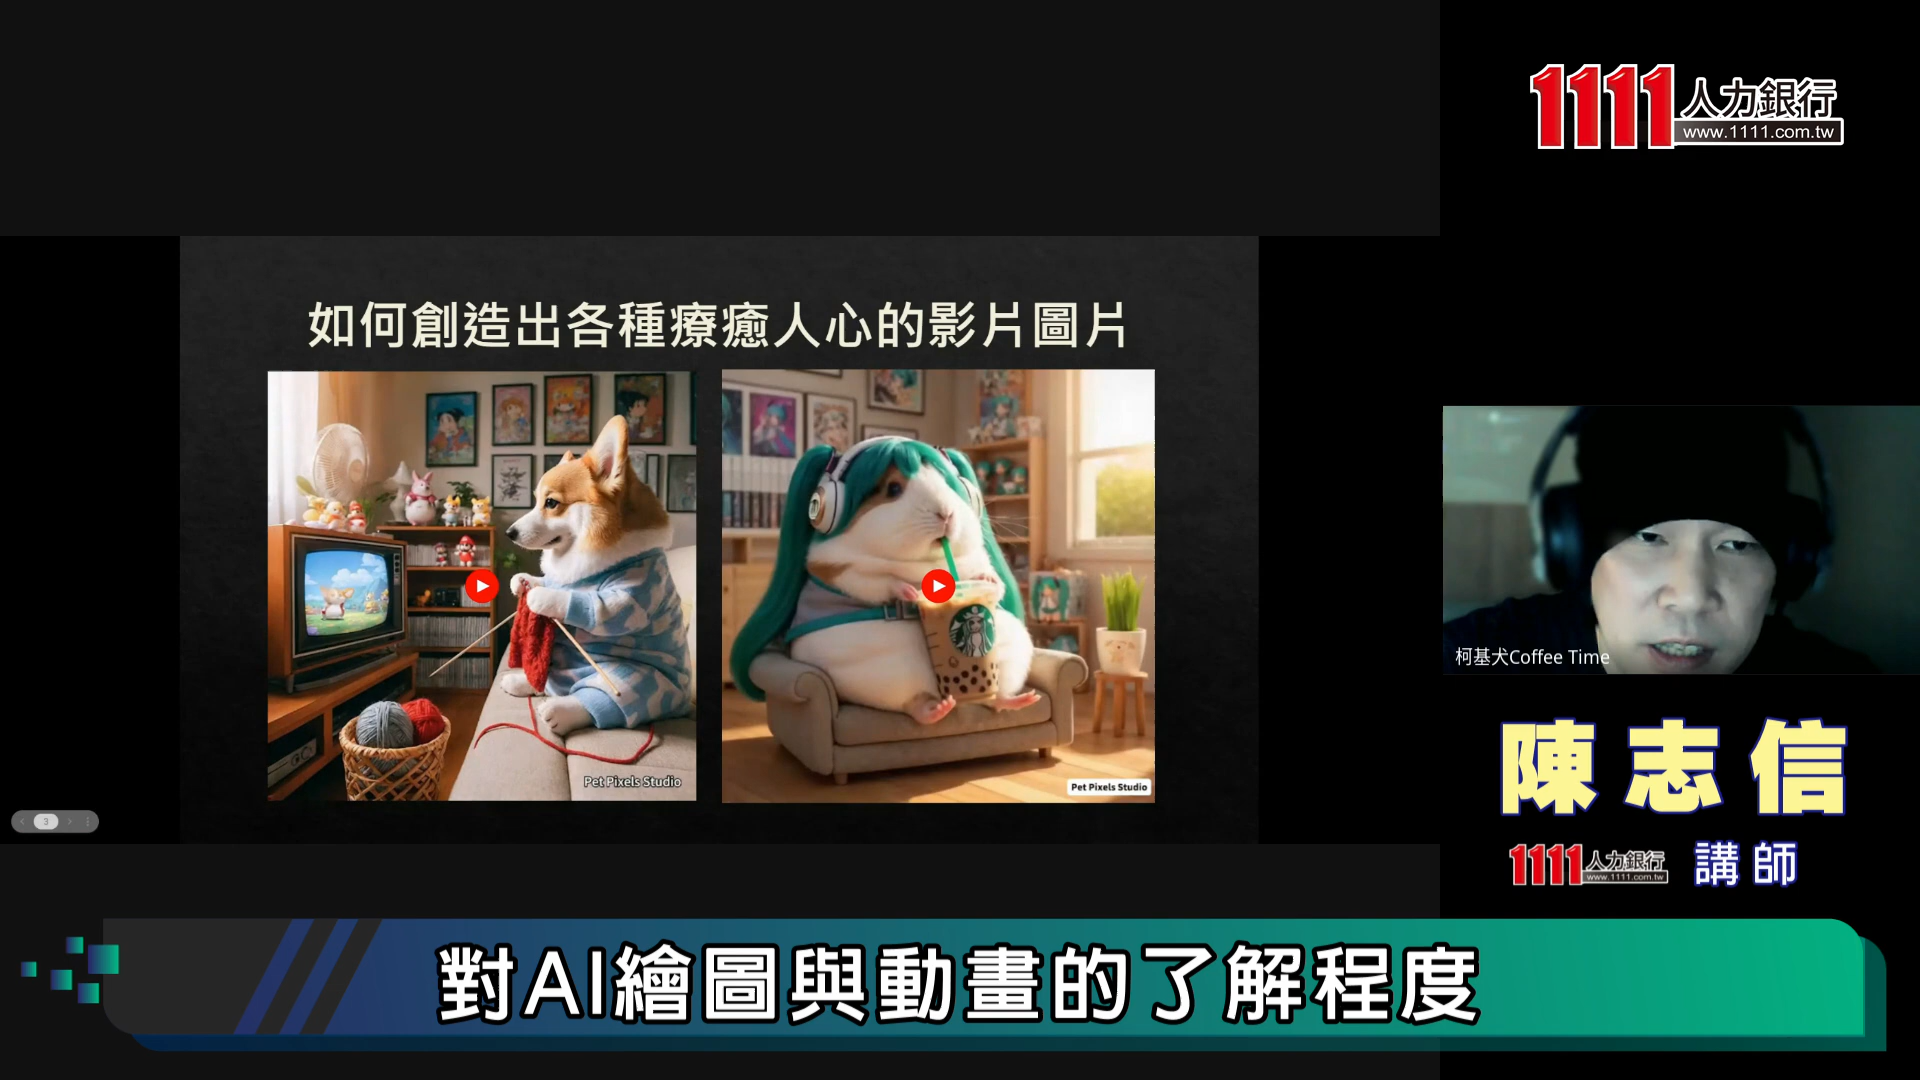 1111人力銀行
www.1111.com.tw
如何創造出各種療癒人心的影片圖片
Pet Pixels Studio
Pet Pixels Studio
柯基犬Coffee Time
3
陳志信
1111人力銀行
www.1111.com.tw
講師
對AI繪圖與動畫的了解程度